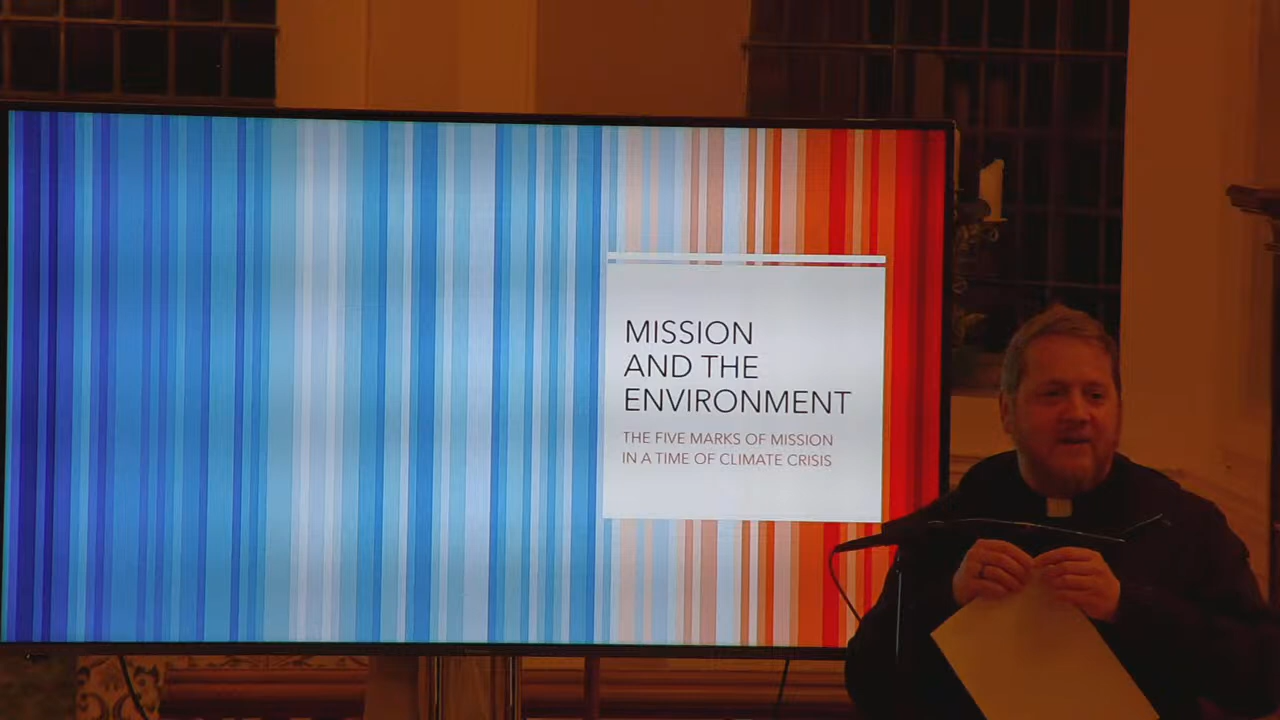 MISSION
AND THE
ENVIRONMENT
THE FIVE MARKS OF MISSION
IN A TIME OF CLIMATE CRISIS